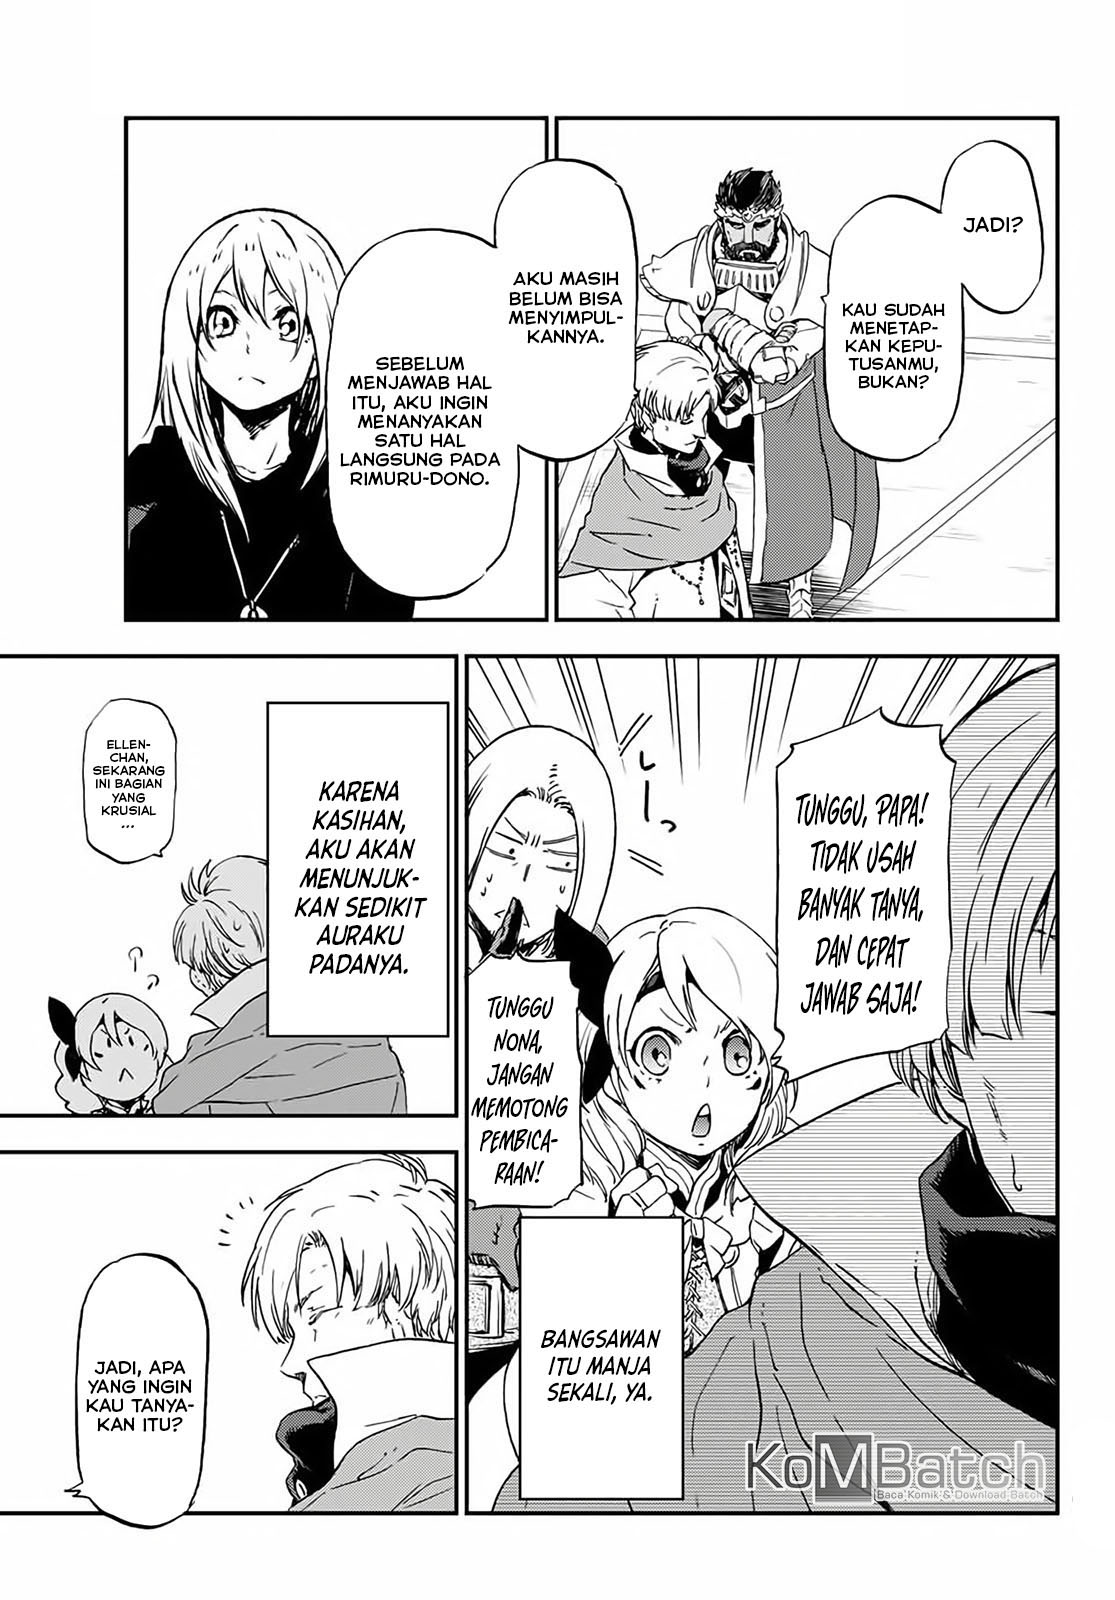 JADI?
KAU SUDAH
MENETAP-
KAN KEPU-
TUSANMU,
BUKAN?
AKU MASIH
BELUM BISA
MENYIMPUL-
KANNYA.
SEBELUM
MENJAWAB HAL
ITU, AKU INGIN
MENANYAKAN
SATU HAL
LANGSUNG PADA
RIMURU-DONO.
TUNGGU, PAPA!
TIDAK USAH
BANYAK TANYA,
DAN CEPAT
JAWAB SAJA!
TUNGGU
NONA,
JANGAN
MEMOTONG
PEMBICA-
RAAN!
BANGSAWAN
ITU MANJA
SEKALI, YA.
KARENA
KASIHAN,
AKU AKAN
MENUNJUK-
KAN SEDIKIT
AURAKU
PADANYA.
ELLEN-
CHAN,
SEKARANG
INI BAGIAN
YANG
KRUSIAL
...
? ?
JADI, APA
YANG INGIN
KAU TANYA-
KAN ITU?
KoMBatch
Baca Komik & Download Batch